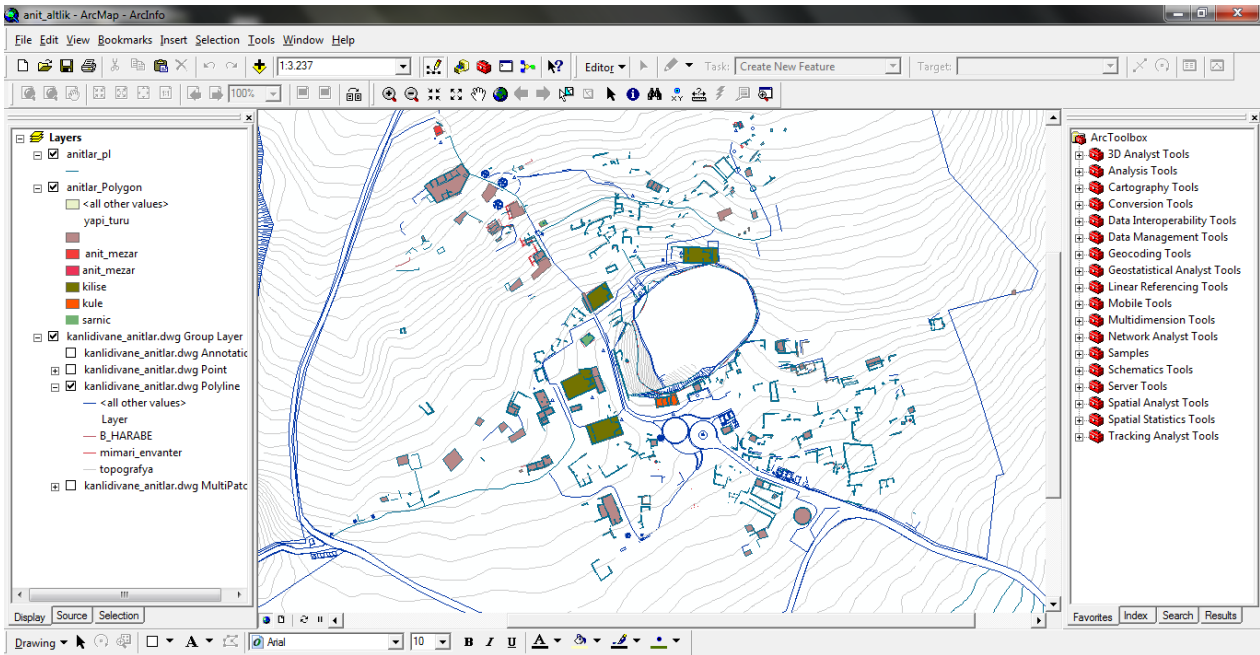 anit_altlik - ArcMap - ArcInfo
File Edit View Bookmarks Insert Selection Tools Window Help
1:3.237
Editor
Task: Create New Feature
Target:
100%
Layers
anitlar_pl
anitlar_Polygon
<all other values>
yapi_turu
anit_mezar
anit_mezar
kilise
kule
sarnic
kanlidivane_anitlar.dwg Group Layer
kanlidivane_anitlar.dwg Annotatic
kanlidivane_anitlar.dwg Point
kanlidivane_anitlar.dwg Polyline
<all other values>
Layer
B_HARABE
mimari_envanter
topografya
kanlidivane_anitlar.dwg MultiPatc
Display Source Selection
ArcToolbox
3D Analyst Tools
Analysis Tools
Cartography Tools
Conversion Tools
Data Interoperability Tools
Data Management Tools
Geocoding Tools
Geostatistical Analyst Tools
Linear Referencing Tools
Mobile Tools
Multidimension Tools
Network Analyst Tools
Samples
Schematics Tools
Server Tools
Spatial Analyst Tools
Spatial Statistics Tools
Tracking Analyst Tools
Favorites Index Search Results
Drawing A Arial 10 B I U A